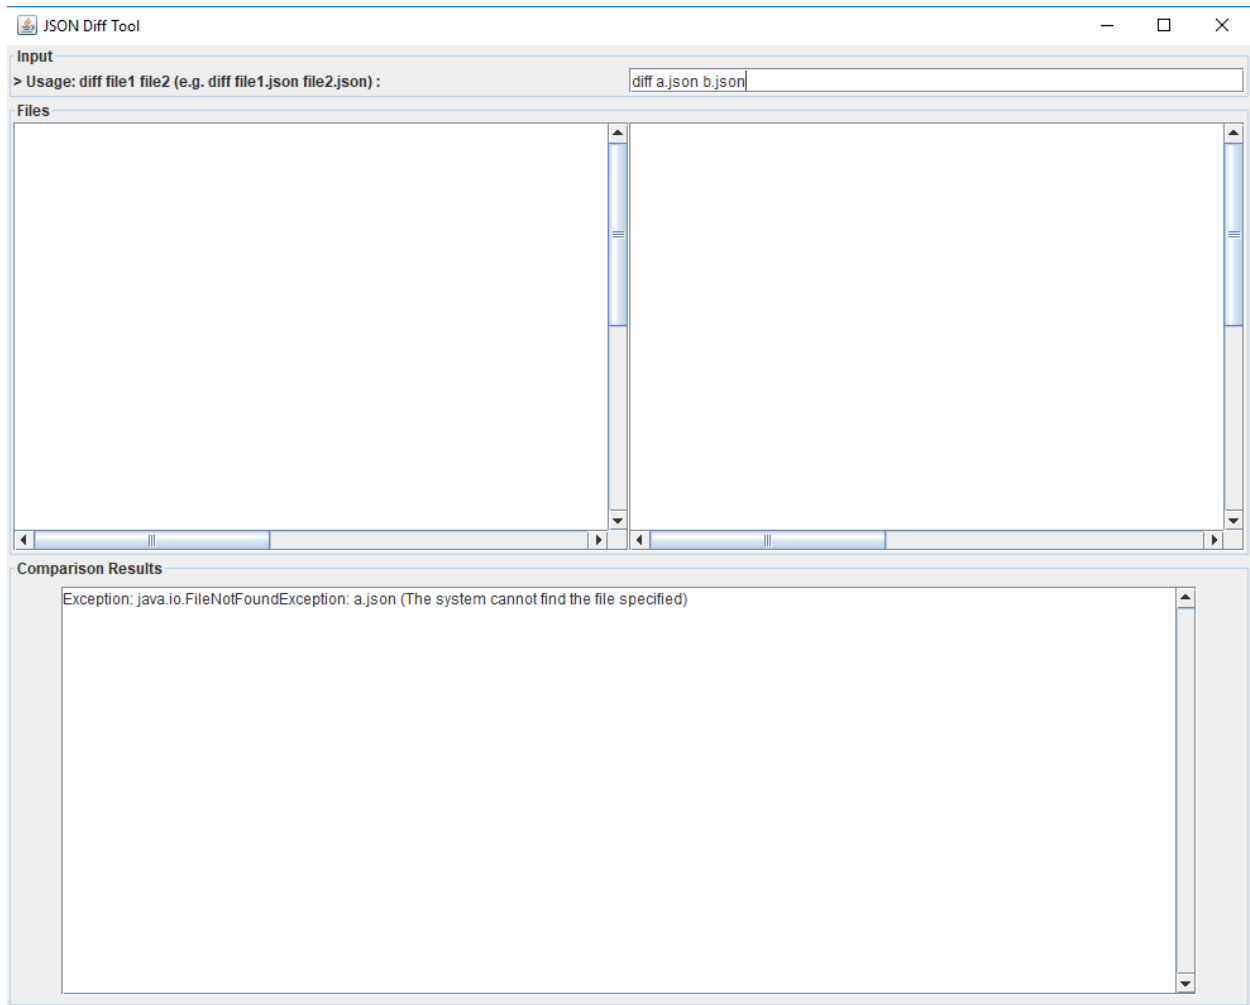 JSON Diff Tool
Input
> Usage: diff file1 file2 (e.g. diff file1.json file2.json) :
diff a.json b.json
Files
Comparison Results
Exception: java.io.FileNotFoundException: a.json (The system cannot find the file specified)